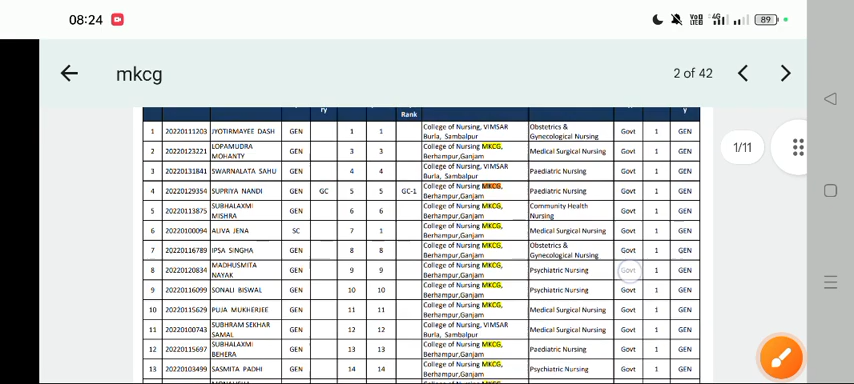 08:24 Vo) LTE 4G 89
mkcg 2 of 42
ry Rank y
1 20220111203 JYOTIRMAYEE DASH GEN 1 1 College of Nursing, VIMSAR Burla, Sambalpur Obstetrics & Gynecological Nursing Govt 1 GEN
1/11
2 20220123221 LOPAMUDRA MOHANTY GEN 3 3 College of Nursing MKCG, Berhampur,Ganjam Medical Surgical Nursing Govt 1 GEN
3 20220131841 SWARNALATA SAHU GEN 4 4 College of Nursing, VIMSAR Burla, Sambalpur Paediatric Nursing Govt 1 GEN
4 20220129354 SUPRIYA NANDI GEN GC 5 5 GC-1 College of Nursing MKCG, Berhampur,Ganjam Paediatric Nursing Govt 1 GEN
5 20220113875 SUBHALAXMI MISHRA GEN 6 6 College of Nursing MKCG, Berhampur,Ganjam Community Health Nursing Govt 1 GEN
6 20220100094 ALIVA JENA SC 7 1 College of Nursing MKCG, Berhampur,Ganjam Medical Surgical Nursing Govt 1 GEN
7 20220116789 IPSA SINGHA GEN 8 8 College of Nursing MKCG, Berhampur,Ganjam Obstetrics & Gynecological Nursing Govt 1 GEN
8 20220120834 MADHUSMITA NAYAK GEN 9 9 College of Nursing MKCG, Berhampur,Ganjam Psychiatric Nursing Govt 1 GEN
9 20220116099 SONALI BISWAL GEN 10 10 College of Nursing MKCG, Berhampur,Ganjam Psychiatric Nursing Govt 1 GEN
10 20220115629 PUJA MUKHERJEE GEN 11 11 College of Nursing MKCG, Berhampur,Ganjam Medical Surgical Nursing Govt 1 GEN
11 20220100743 SUBHRAM SEKHAR SAMAL GEN 12 12 College of Nursing, VIMSAR Burla, Sambalpur Medical Surgical Nursing Govt 1 GEN
12 20220115697 SUBHALAXMI BEHERA GEN 13 13 College of Nursing MKCG, Berhampur,Ganjam Paediatric Nursing Govt 1 GEN
13 20220103499 SASMITA PADHI GEN 14 14 College of Nursing MKCG, Berhampur,Ganjam Psychiatric Nursing Govt 1 GEN
College of Nursing MKCG,